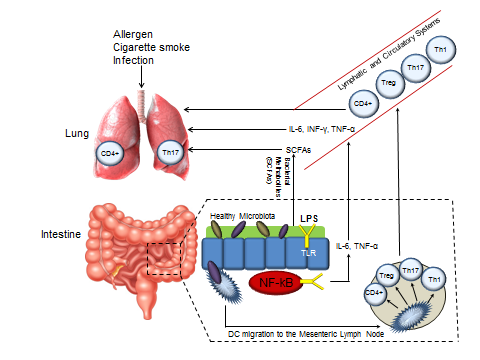 Allergen
Cigarette smoke
Infection
Lymphatic and Circulatory Systems
Th1
Th17
Treg
CD4+
Lung
CD4+
Th17
IL-6, INF-γ, TNF-α
SCFAs
Bacterial
Metabolies
(SCFAs)
Intestine
Healthy Microbiota
LPS
TLR
IL-6, TNF-α
NF-kB
Treg
Th17
Th1
CD4+
DC migration to the Mesenteric Lymph Node